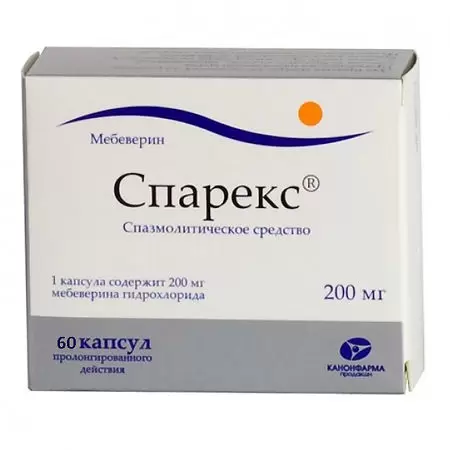 Мебеверин
Спарекс®
Спазмолитическое средство
1 капсула содержит 200 мг
мебеверина гидрохлорида
200 мг
60 капсул
пролонгированного
действия
КАНОНФАРМА
продакшн